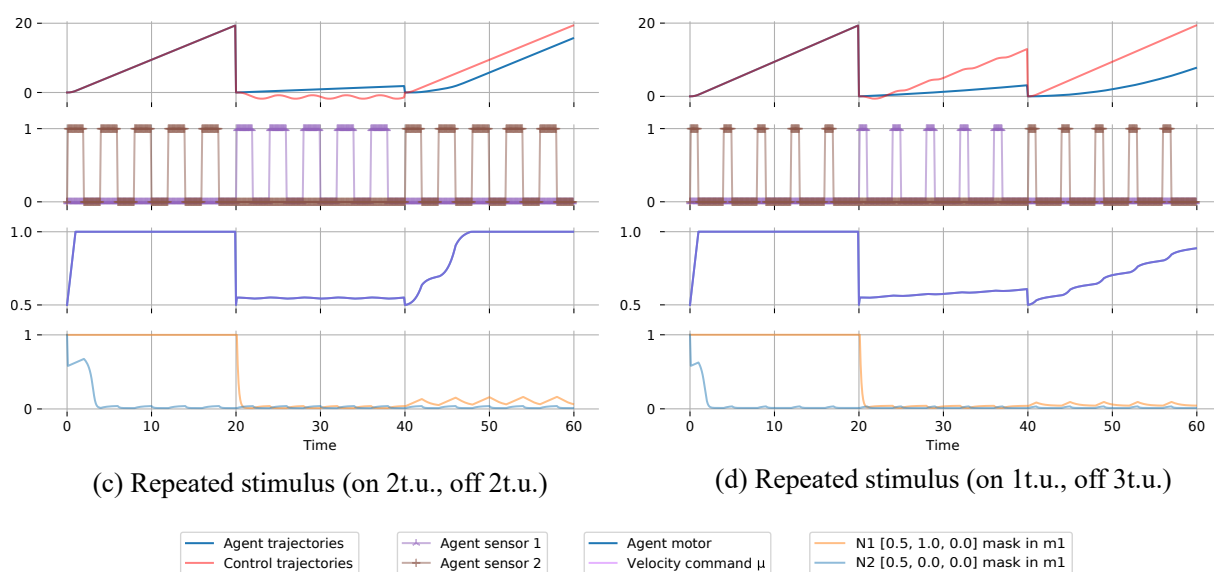 20
0
1
0
1.0
0.5
1
0
0 10 20 30 40 50 60
Time
(c) Repeated stimulus (on 2t.u., off 2t.u.)
20
0
1
0
1.0
0.5
1
0
0 10 20 30 40 50 60
Time
(d) Repeated stimulus (on 1t.u., off 3t.u.)
Agent trajectories
Control trajectories
Agent sensor 1
Agent sensor 2
Agent motor
Velocity command μ
N1 [0.5, 1.0, 0.0] mask in m1
N2 [0.5, 0.0, 0.0] mask in m1